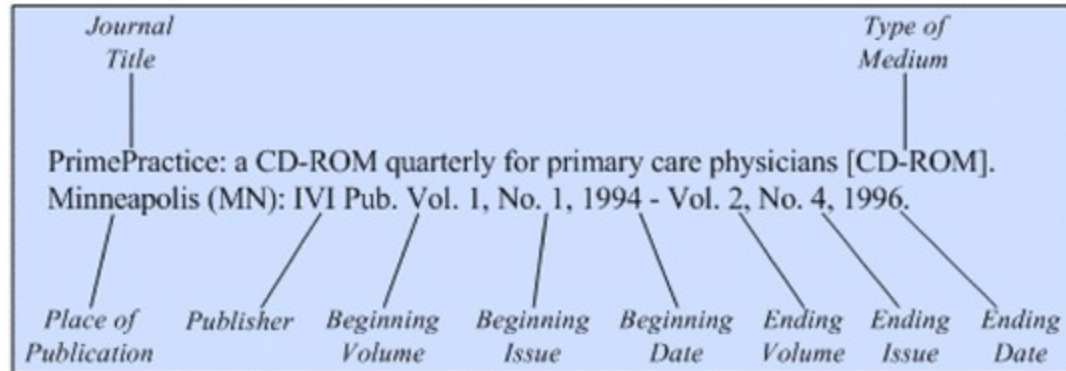 Journal Type of
Title Medium
PrimePractice: a CD-ROM quarterly for primary care physicians [CD-ROM].
Minneapolis (MN): IVI Pub. Vol. 1, No. 1, 1994 - Vol. 2, No. 4, 1996.
Place of Publisher Beginning Beginning Beginning Ending Ending Ending
Publication Volume Issue Date Volume Issue Date